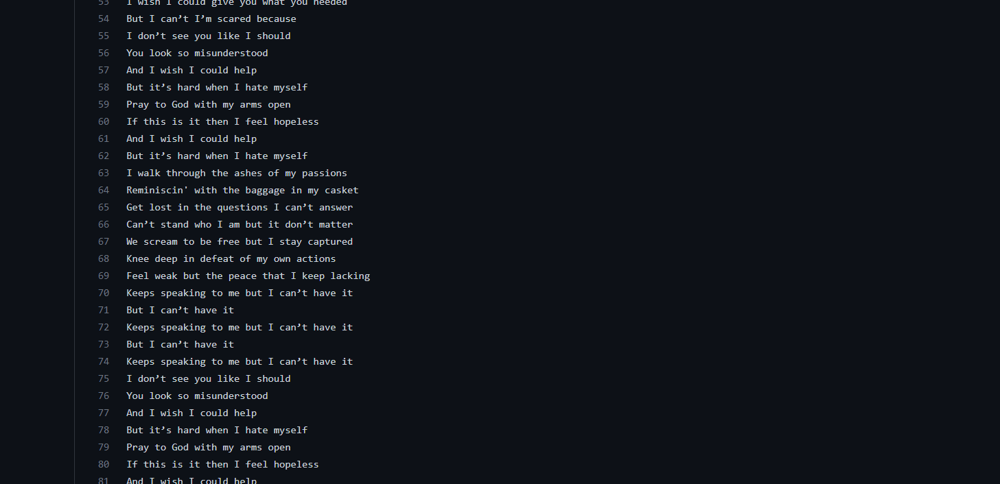 53 I wish I could give you what you needed
54 But I can’t I’m scared because
55 I don’t see you like I should
56 You look so misunderstood
57 And I wish I could help
58 But it’s hard when I hate myself
59 Pray to God with my arms open
60 If this is it then I feel hopeless
61 And I wish I could help
62 But it’s hard when I hate myself
63 I walk through the ashes of my passions
64 Reminiscin' with the baggage in my casket
65 Get lost in the questions I can’t answer
66 Can’t stand who I am but it don’t matter
67 We scream to be free but I stay captured
68 Knee deep in defeat of my own actions
69 Feel weak but the peace that I keep lacking
70 Keeps speaking to me but I can’t have it
71 But I can’t have it
72 Keeps speaking to me but I can’t have it
73 But I can’t have it
74 Keeps speaking to me but I can’t have it
75 I don’t see you like I should
76 You look so misunderstood
77 And I wish I could help
78 But it’s hard when I hate myself
79 Pray to God with my arms open
80 If this is it then I feel hopeless
81 And I wish I could help